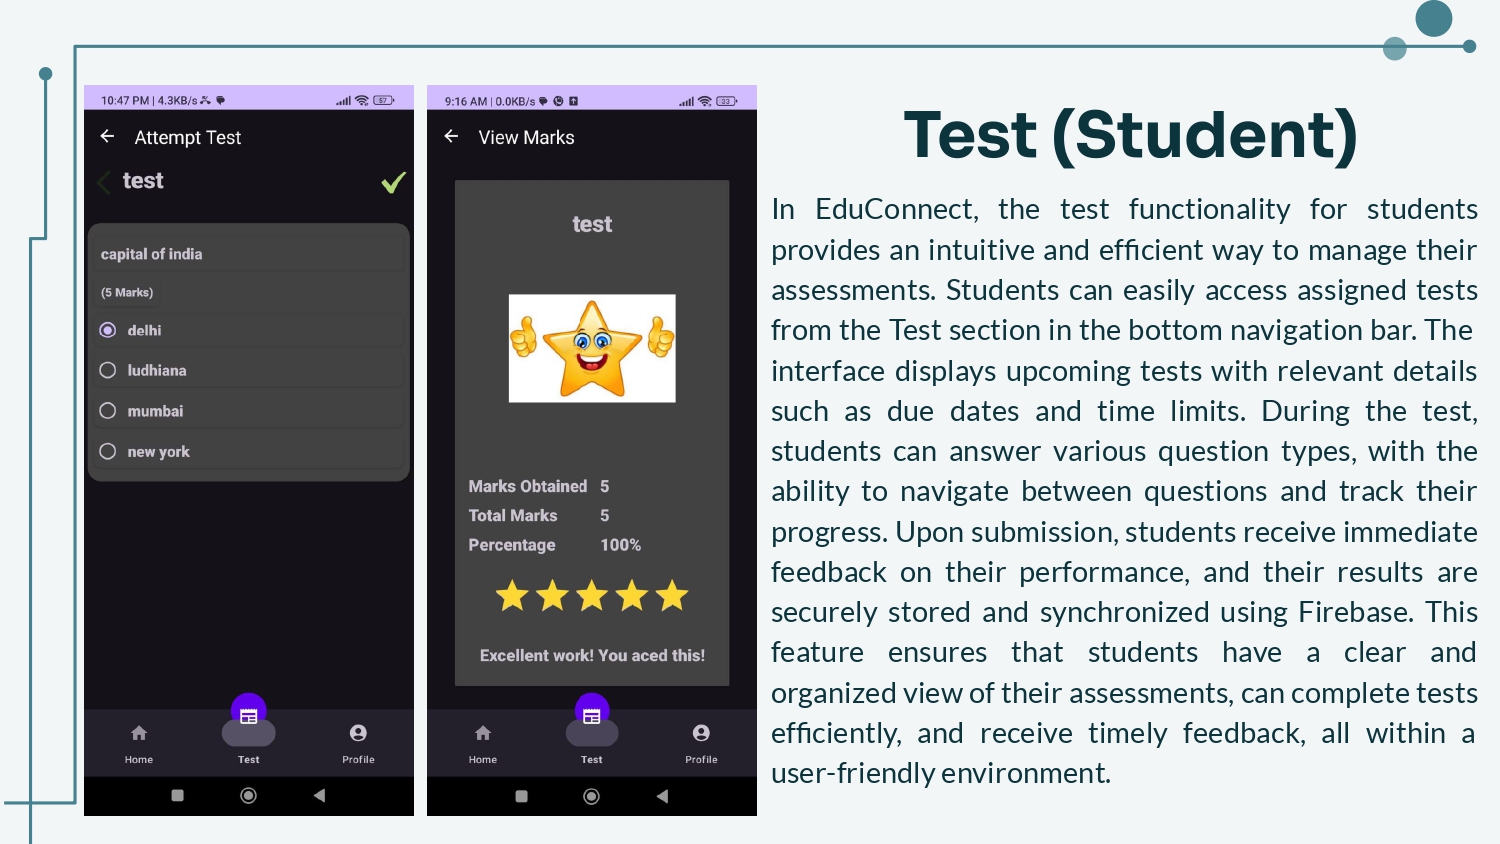 10:47 PM | 4.3KB/s
57
Attempt Test
test
capital of india
(5 Marks)
delhi
ludhiana
mumbai
new york
Home
Test
Profile
9:16 AM | 0.0KB/s
33
View Marks
test
Marks Obtained 5
Total Marks 5
Percentage 100%
Excellent work! You aced this!
Home
Test
Profile
Test (Student)
In EduConnect, the test functionality for students
provides an intuitive and efficient way to manage their
assessments. Students can easily access assigned tests
from the Test section in the bottom navigation bar. The
interface displays upcoming tests with relevant details
such as due dates and time limits. During the test,
students can answer various question types, with the
ability to navigate between questions and track their
progress. Upon submission, students receive immediate
feedback on their performance, and their results are
securely stored and synchronized using Firebase. This
feature ensures that students have a clear and
organized view of their assessments, can complete tests
efficiently, and receive timely feedback, all within a
user-friendly environment.